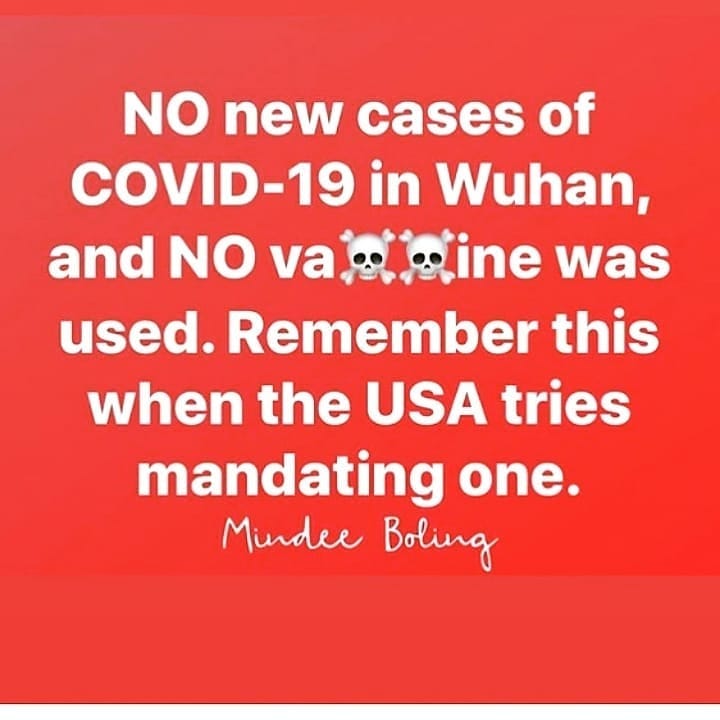 NO new cases of
COVID-19 in Wuhan,
and NO va☠️☠️ine was
used. Remember this
when the USA tries
mandating one.
Mindee Boling